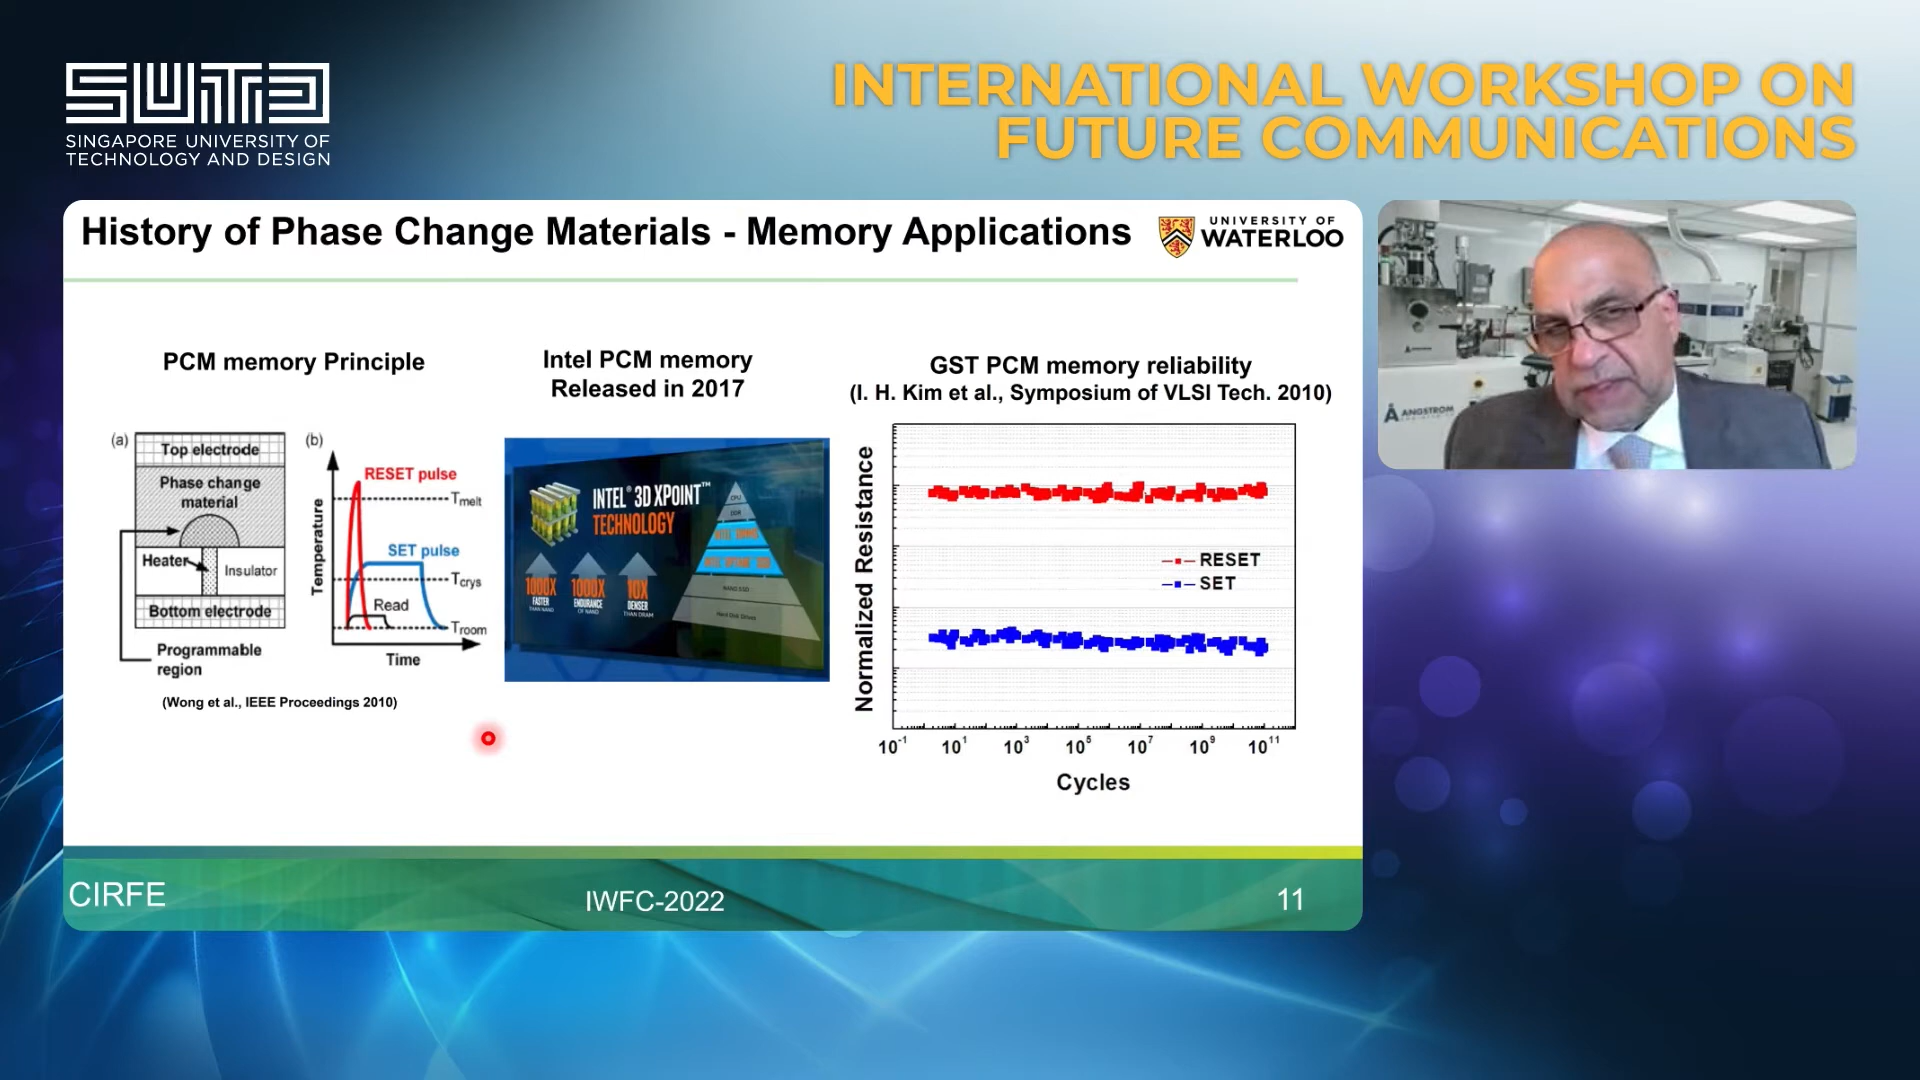 SUTD
SINGAPORE UNIVERSITY OF
TECHNOLOGY AND DESIGN
INTERNATIONAL WORKSHOP ON
FUTURE COMMUNICATIONS
History of Phase Change Materials - Memory Applications
UNIVERSITY OF
WATERLOO
PCM memory Principle
(a)
Top electrode
Phase change
material
Heater
Insulator
Bottom electrode
Programmable
region
(b)
RESET pulse
Tmelt
SET pulse
Tcrys
Read
Troom
Temperature
Time
(Wong et al., IEEE Proceedings 2010)
Intel PCM memory
Released in 2017
INTEL® 3D XPOINT™
TECHNOLOGY
1000X
FASTER
THAN NAND
1000X
ENDURANCE
OF NAND
10X
DENSER
THAN DRAM
CPU
DDR
NAND SSD
Hard Disk Drives
GST PCM memory reliability
(I. H. Kim et al., Symposium of VLSI Tech. 2010)
Normalized Resistance
RESET
SET
10⁻¹ 10¹ 10³ 10⁵ 10⁷ 10⁹ 10¹¹
Cycles
ANGSTROM
CIRFE
IWFC-2022
11